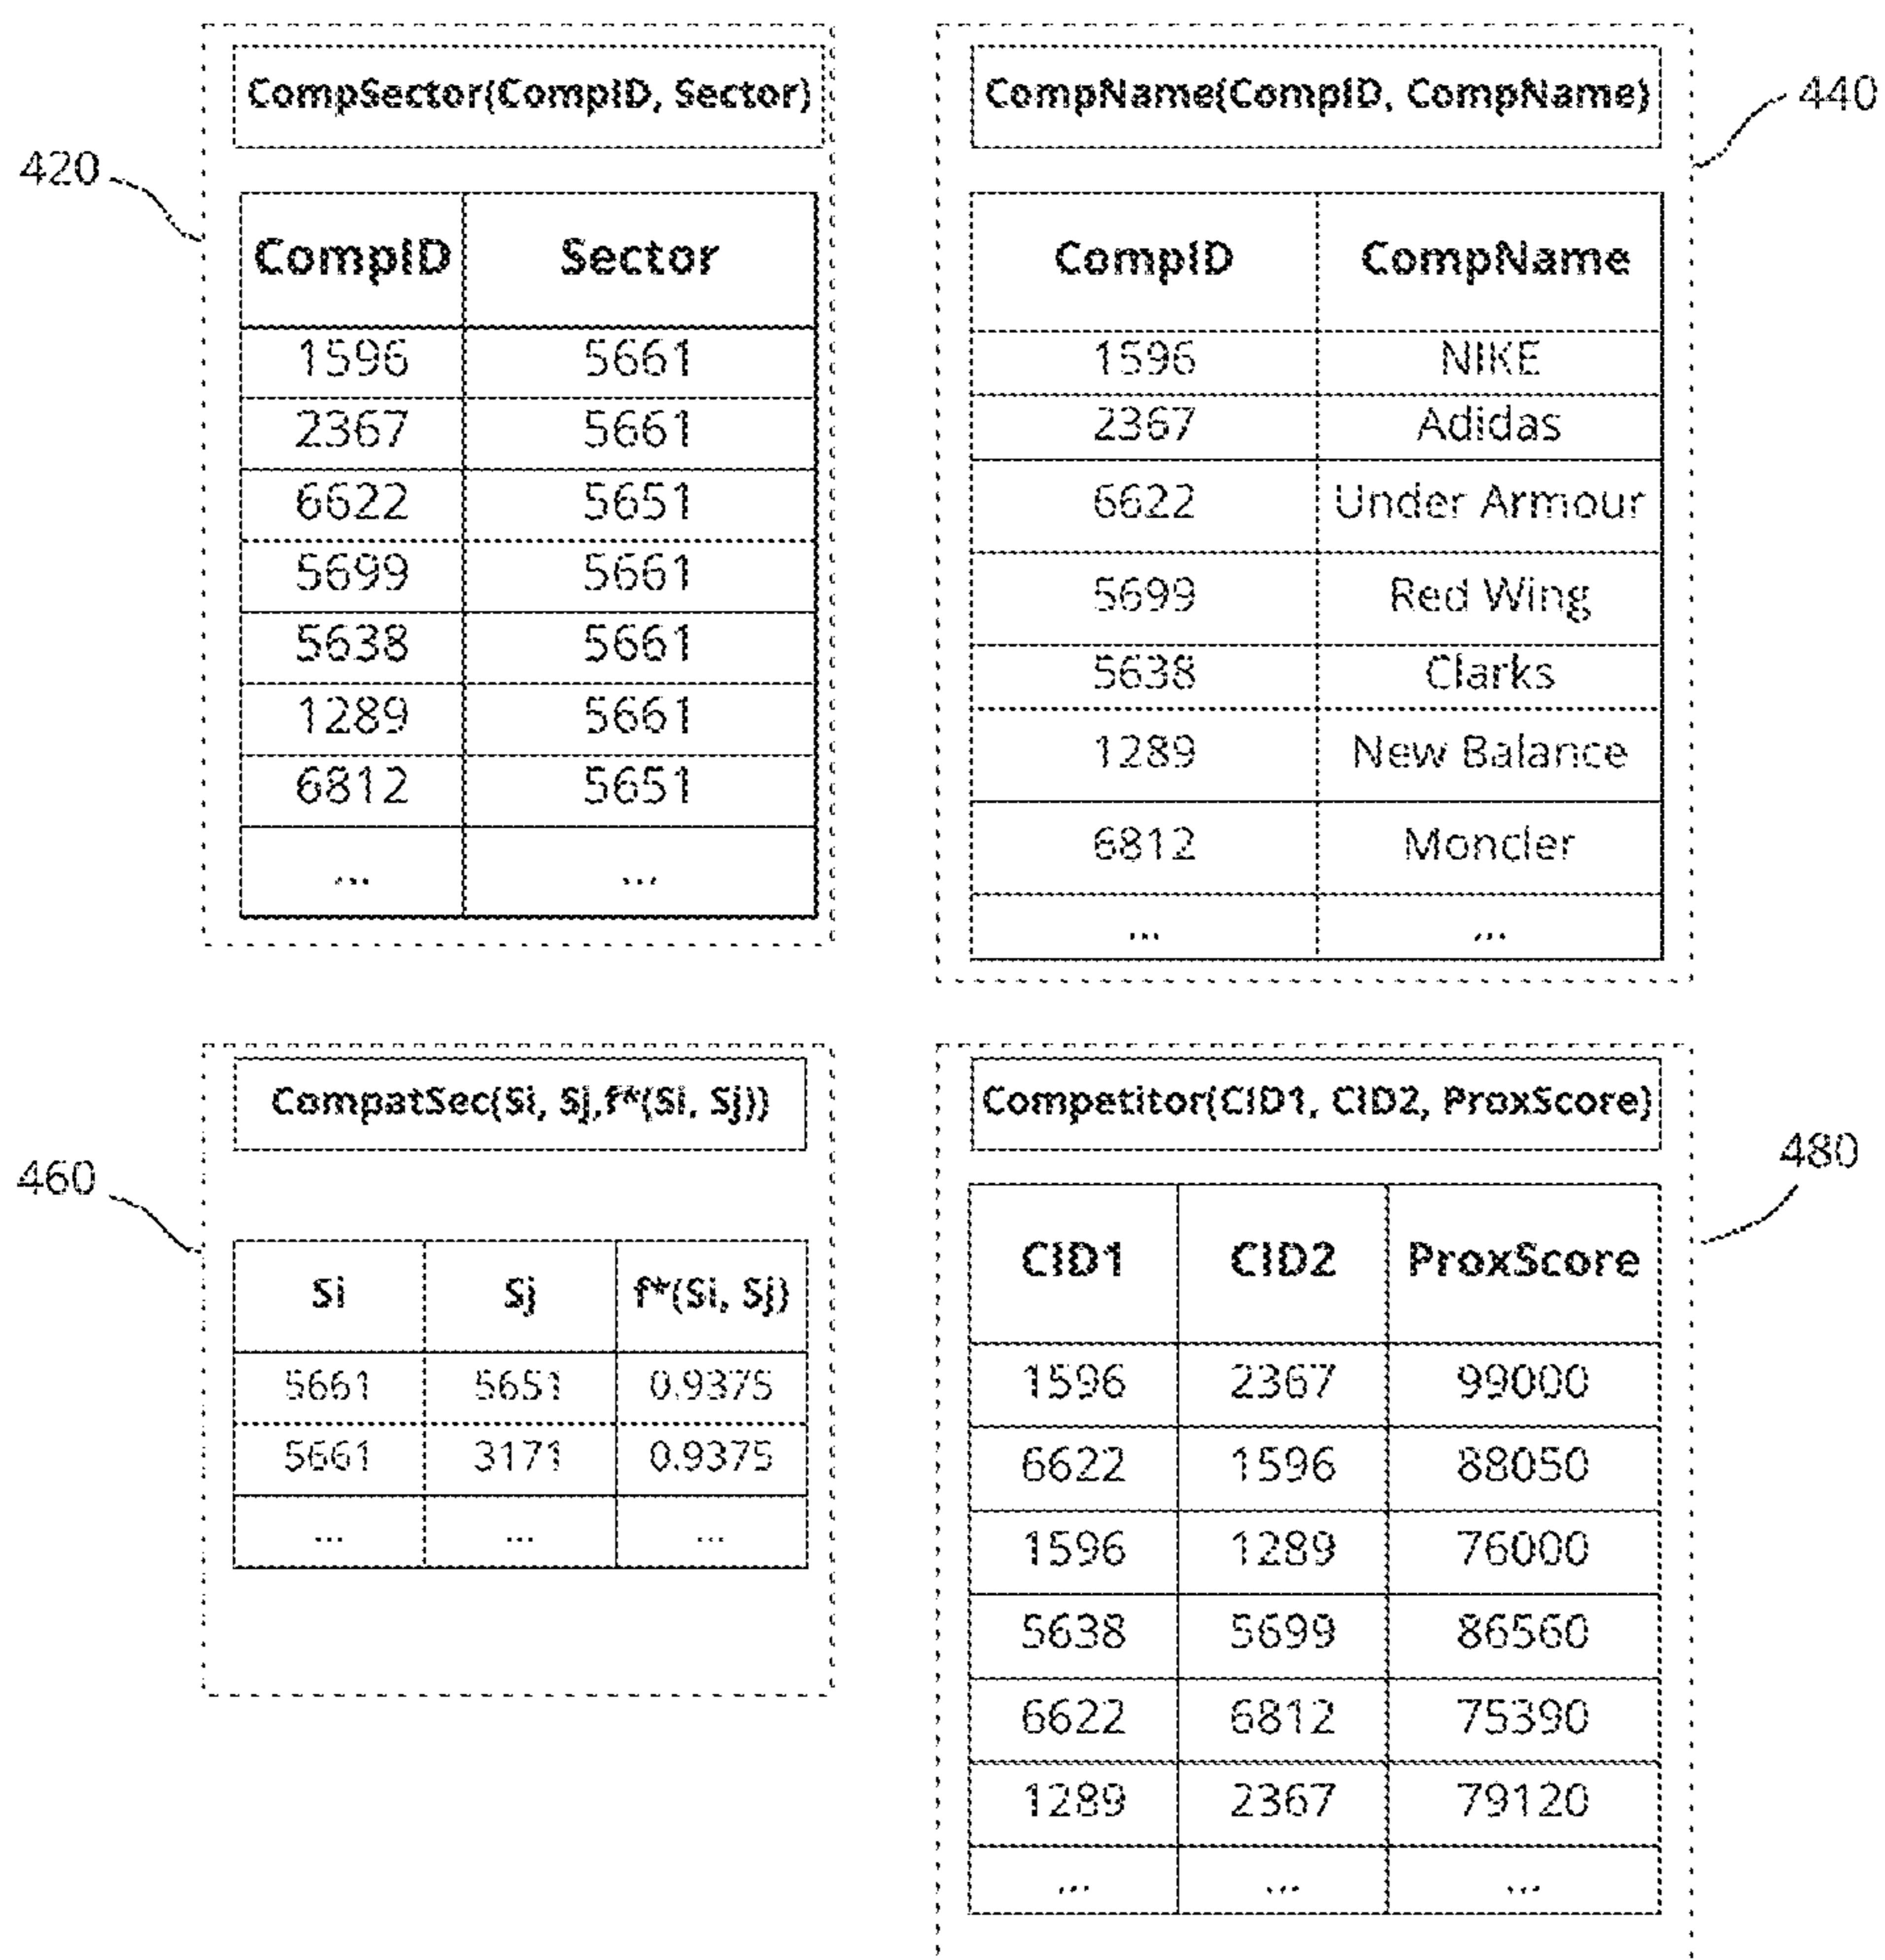 CompSector(CompID, Sector)
420
CompID Sector
1596 5661
2367 5661
6622 5651
5699 5661
5638 5661
1289 5661
6812 5651
... ...
CompName(CompID, CompName)
440
CompID CompName
1596 NIKE
2367 Adidas
6622 Under Armour
5699 Red Wing
5638 Clarks
1289 New Balance
6812 Moncler
... ...
CompatSec(Si, Sj,f*(Si, Sj))
460
Si Sj f*(Si, Sj)
5661 5651 0.9375
5661 3171 0.9375
... ... ...
Competitor(CID1, CID2, ProxScore)
480
CID1 CID2 ProxScore
1596 2367 99000
6622 1596 88050
1596 1289 76000
5638 5699 86560
6622 6812 75390
1289 2367 79120
... ... ...